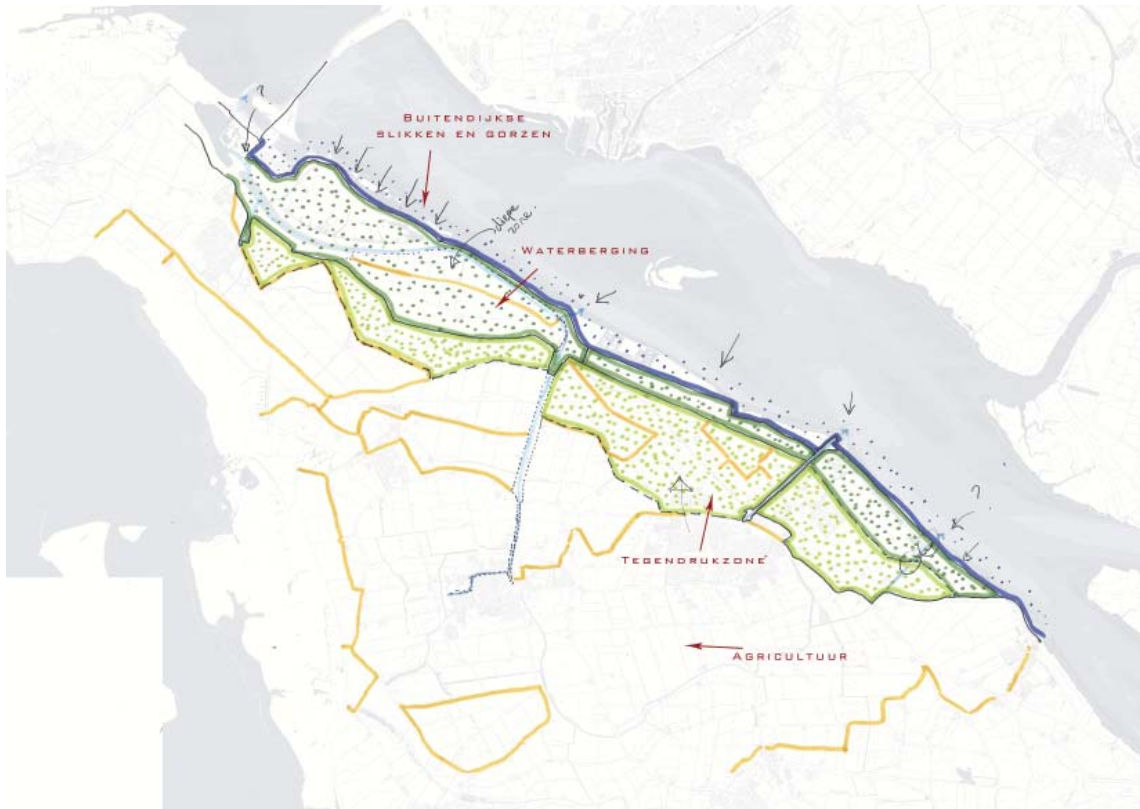 ?
Buitendijkse
slikken en gorzen
diepe
zone.
Waterberging
?
Tegendrukzone
Agricultuur